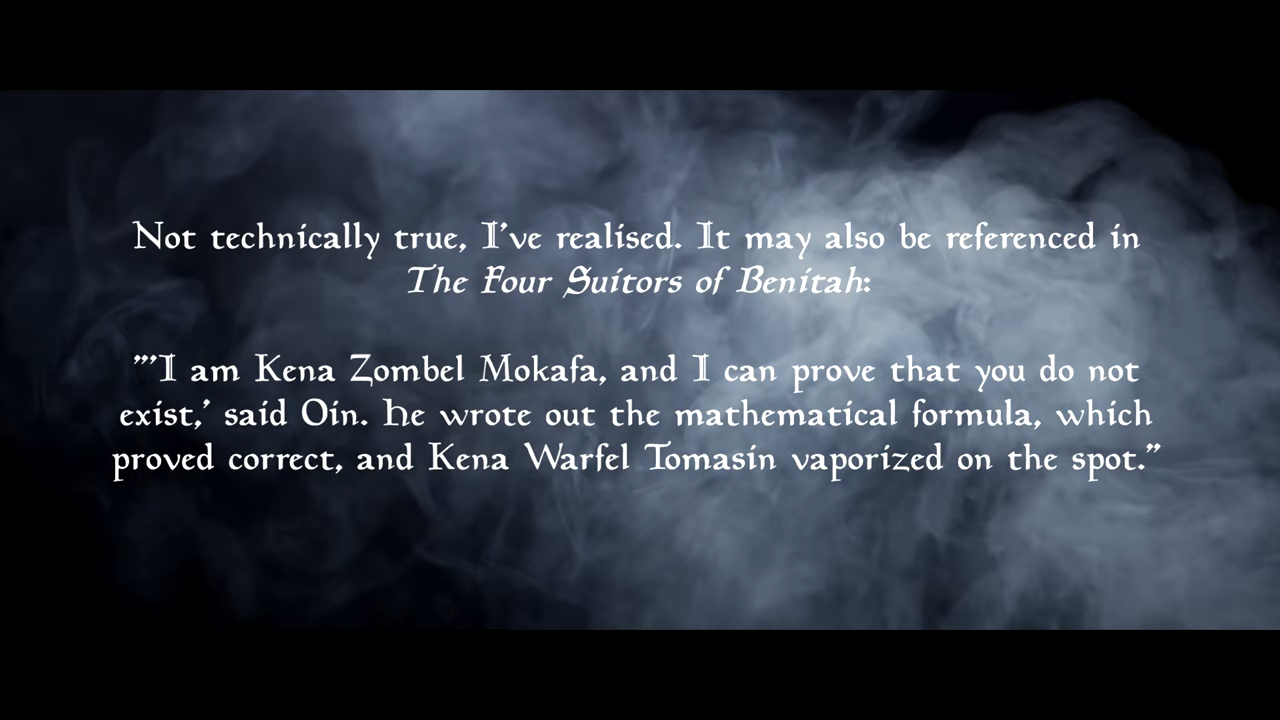 Not technically true, I've realised. It may also be referenced in
The Four Suitors of Benitah:
"'I am Kena Zombel Mokafa, and I can prove that you do not
exist,' said Oin. He wrote out the mathematical formula, which
proved correct, and Kena Warfel Tomasin vaporized on the spot."